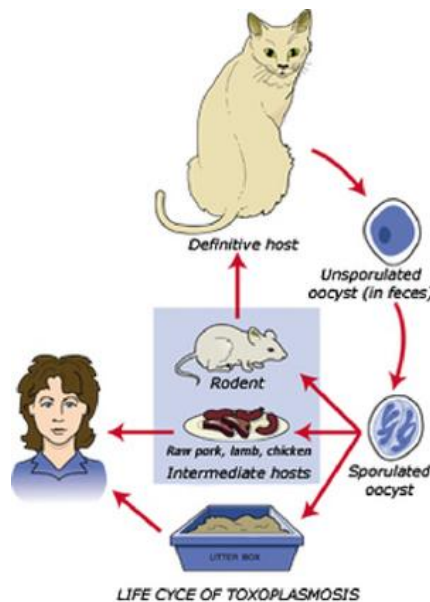 Definitive host
Unsporulated
oocyst (in feces)
Rodent
Raw pork, lamb, chicken
Intermediate hosts
Sporulated
oocyst
LITTER BOX
LIFE CYCE OF TOXOPLASMOSIS